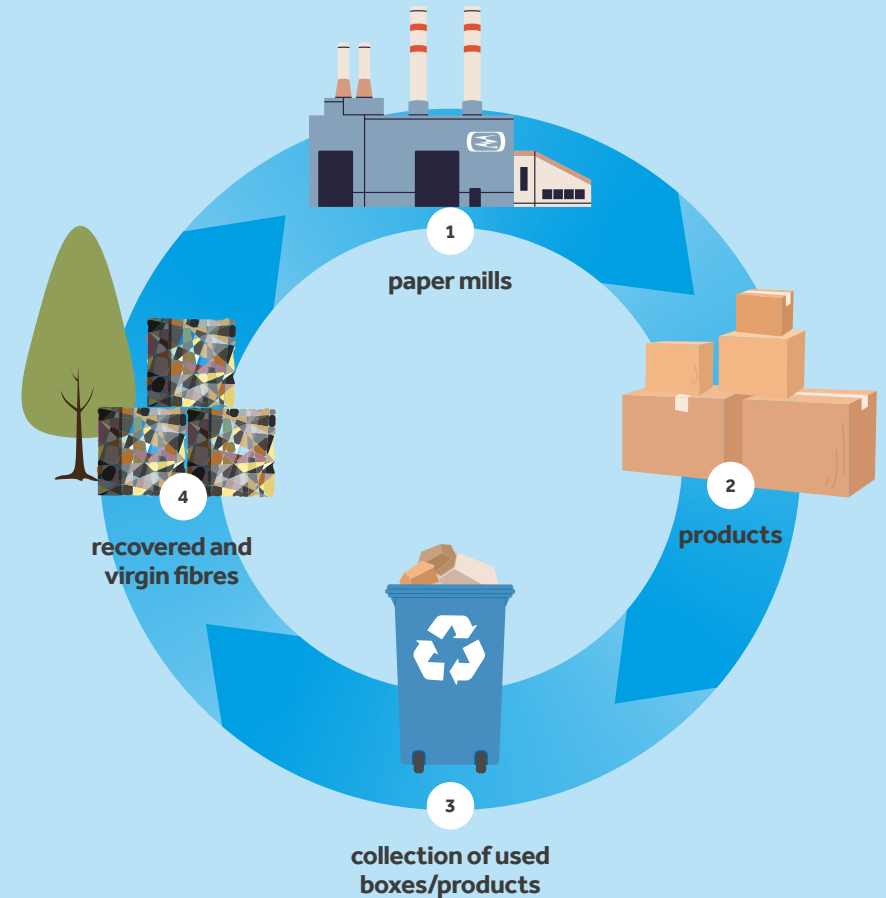 1
paper mills
2
products
3
collection of used
boxes/products
4
recovered and
virgin fibres